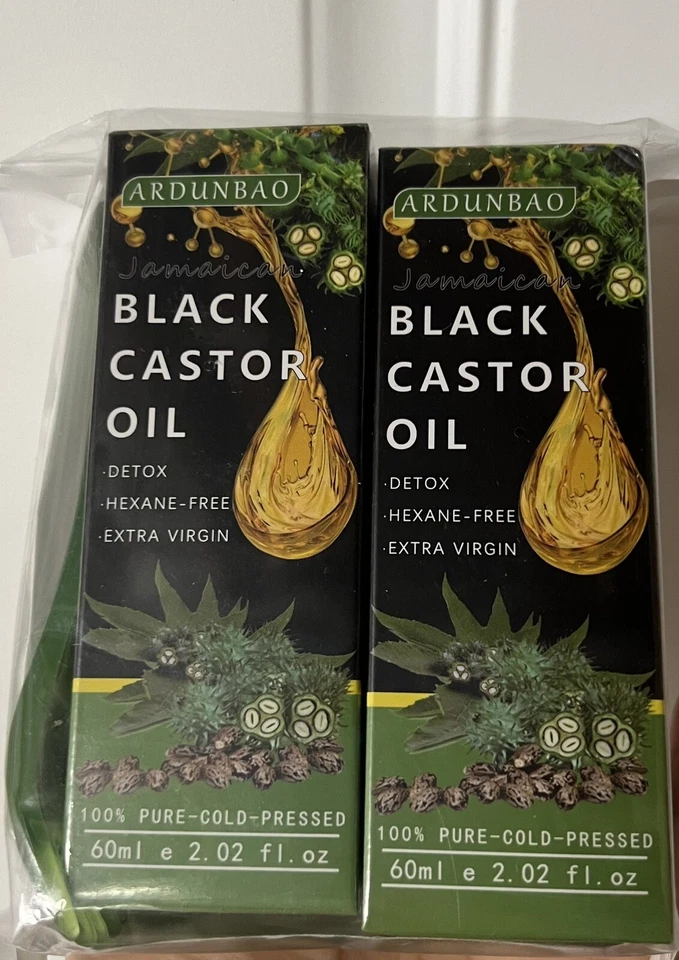 ARDUNBAO
Jamaican
BLACK
CASTOR
OIL
·DETOX
·HEXANE-FREE
·EXTRA VIRGIN
100% PURE-COLD-PRESSED
60ml e 2.02 fl.oz
ARDUNBAO
Jamaican
BLACK
CASTOR
OIL
·DETOX
·HEXANE-FREE
·EXTRA VIRGIN
100% PURE-COLD-PRESSED
60ml e 2.02 fl.oz